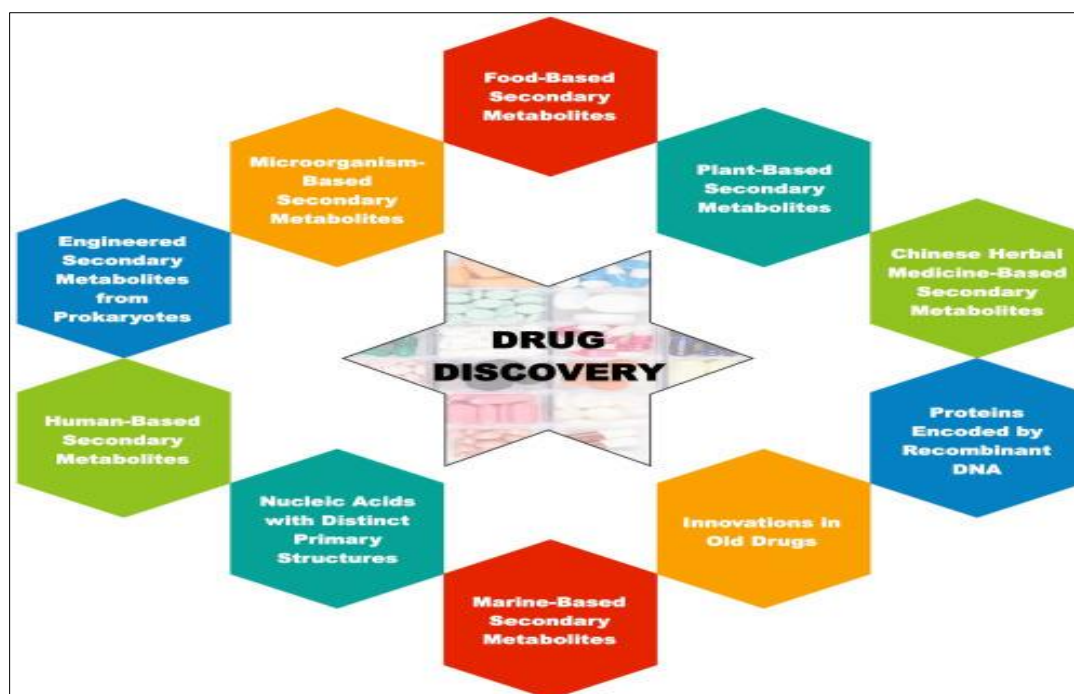 Food-Based
Secondary
Metabolites
Plant-Based
Secondary
Metabolites
Chinese Herbal
Medicine-Based
Secondary
Metabolites
Proteins
Encoded by
Recombinant
DNA
Innovations in
Old Drugs
Marine-Based
Secondary
Metabolites
Nucleic Acids
with Distinct
Primary
Structures
Human-Based
Secondary
Metabolites
Engineered
Secondary
Metabolites
from
Prokaryotes
Microorganism-
Based
Secondary
Metabolites
DRUG
DISCOVERY